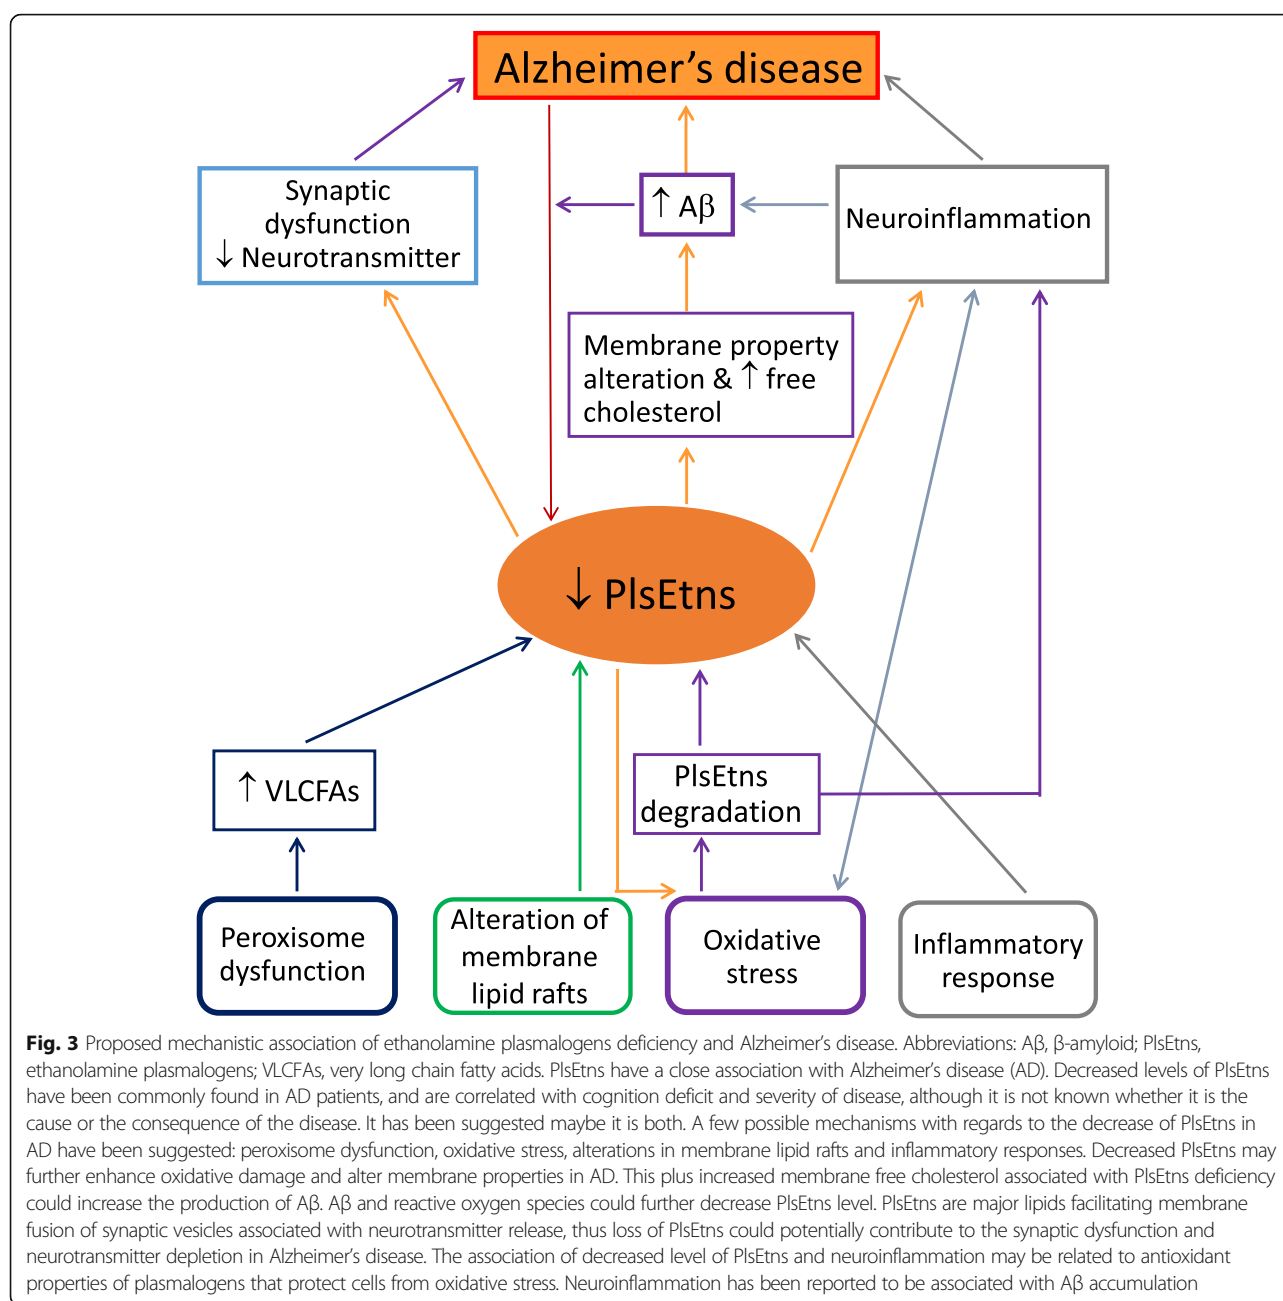 Alzheimer’s disease
Synaptic
dysfunction
↓ Neurotransmitter
↑ Aβ
Neuroinflammation
Membrane property
alteration & ↑ free
cholesterol
↓ PlsEtns
↑ VLCFAs
PlsEtns
degradation
Peroxisome
dysfunction
Alteration of
membrane
lipid rafts
Oxidative
stress
Inflammatory
response
Fig. 3 Proposed mechanistic association of ethanolamine plasmalogens deficiency and Alzheimer’s disease. Abbreviations: Aβ, β-amyloid; PlsEtns,
ethanolamine plasmalogens; VLCFAs, very long chain fatty acids. PlsEtns have a close association with Alzheimer’s disease (AD). Decreased levels of PlsEtns
have been commonly found in AD patients, and are correlated with cognition deficit and severity of disease, although it is not known whether it is the
cause or the consequence of the disease. It has been suggested maybe it is both. A few possible mechanisms with regards to the decrease of PlsEtns in
AD have been suggested: peroxisome dysfunction, oxidative stress, alterations in membrane lipid rafts and inflammatory responses. Decreased PlsEtns may
further enhance oxidative damage and alter membrane properties in AD. This plus increased membrane free cholesterol associated with PlsEtns deficiency
could increase the production of Aβ. Aβ and reactive oxygen species could further decrease PlsEtns level. PlsEtns are major lipids facilitating membrane
fusion of synaptic vesicles associated with neurotransmitter release, thus loss of PlsEtns could potentially contribute to the synaptic dysfunction and
neurotransmitter depletion in Alzheimer’s disease. The association of decreased level of PlsEtns and neuroinflammation may be related to antioxidant
properties of plasmalogens that protect cells from oxidative stress. Neuroinflammation has been reported to be associated with Aβ accumulation